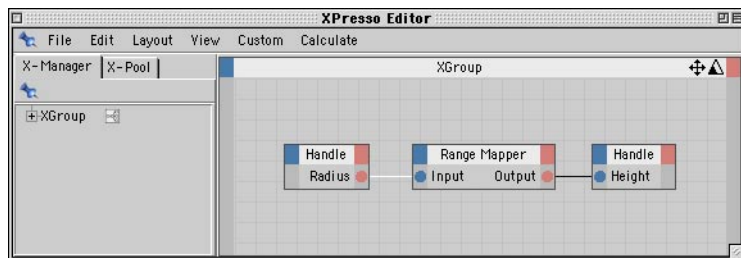 XPresso Editor
File Edit Layout View Custom Calculate
X-Manager X-Pool
XGroup
XGroup
Handle
Radius
Range Mapper
Input Output
Handle
Height